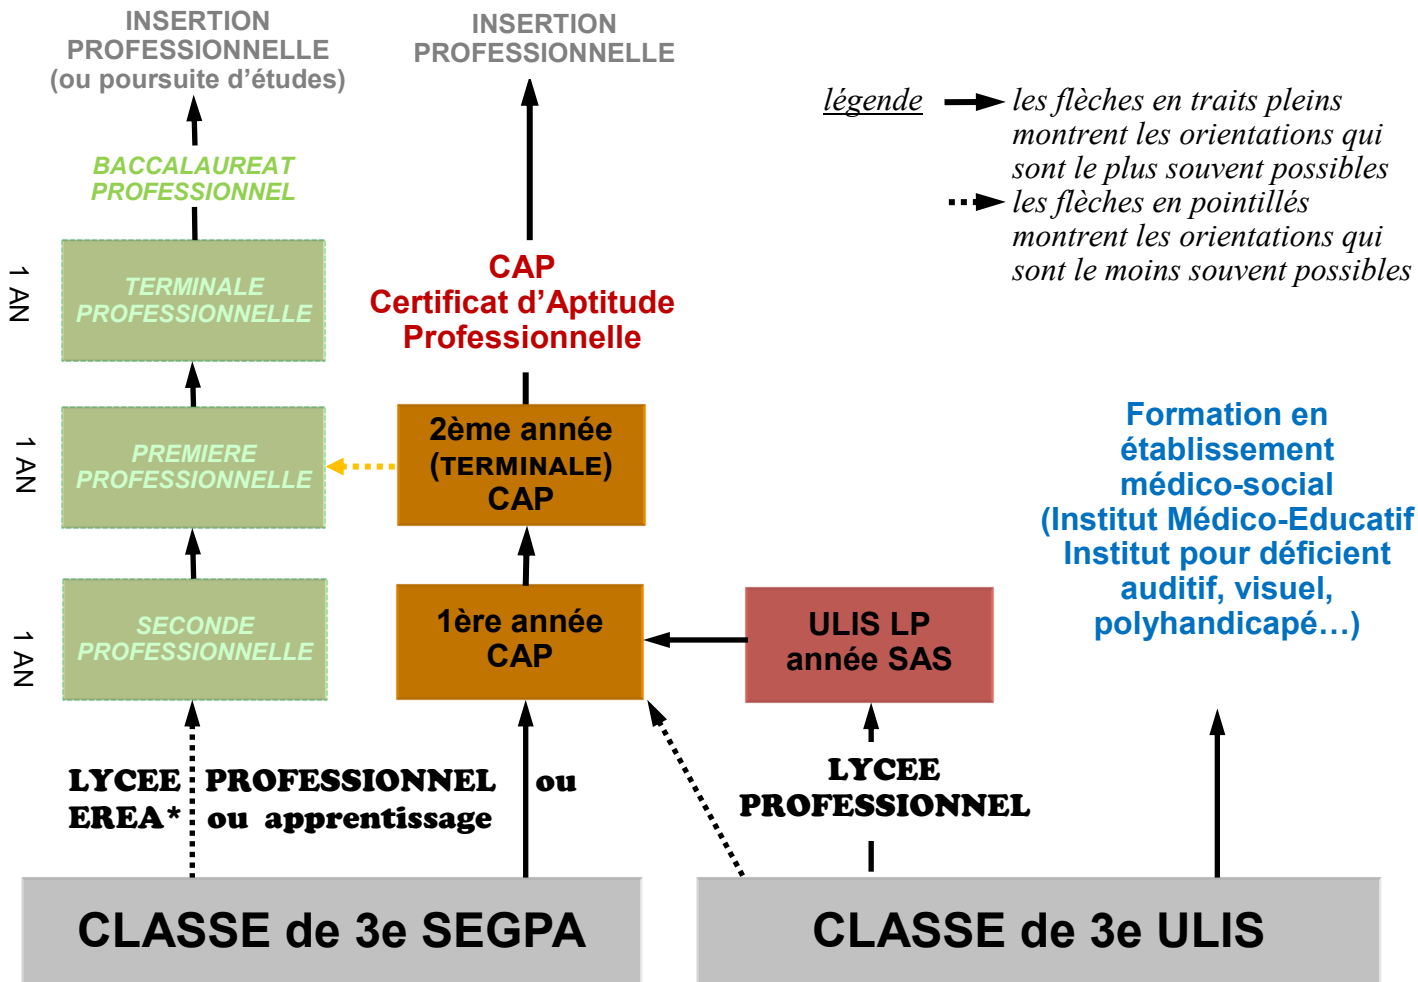 INSERTION
PROFESSIONNELLE
(ou poursuite d’études)
INSERTION
PROFESSIONNELLE
légende
les flèches en traits pleins
montrent les orientations qui
sont le plus souvent possibles
les flèches en pointillés
montrent les orientations qui
sont le moins souvent possibles
BACCALAUREAT
PROFESSIONNEL
1 AN
TERMINALE
PROFESSIONNELLE
CAP
Certificat d’Aptitude
Professionnelle
1 AN
PREMIERE
PROFESSIONNELLE
2ème année
(TERMINALE)
CAP
Formation en
établissement
médico-social
(Institut Médico-Educatif
Institut pour déficient
auditif, visuel,
polyhandicapé…)
1 AN
SECONDE
PROFESSIONNELLE
1ère année
CAP
ULIS LP
année SAS
LYCEE PROFESSIONNEL ou
EREA* ou apprentissage
LYCEE
PROFESSIONNEL
CLASSE de 3e SEGPA
CLASSE de 3e ULIS